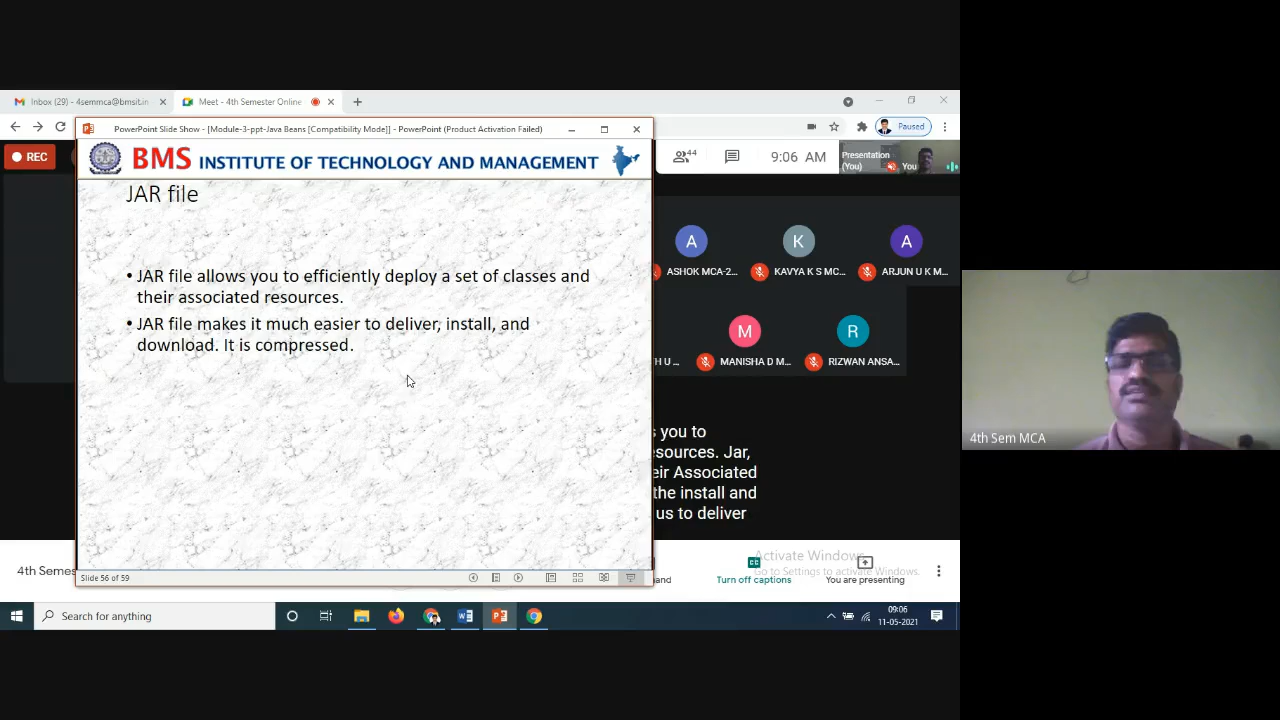 Inbox (29) - 4semmca@bmsit.in
Meet - 4th Semester Online
Paused
PowerPoint Slide Show - [Module-3-ppt-Java Beans [Compatibility Mode]] - PowerPoint (Product Activation Failed)
REC
BMS INSTITUTE OF TECHNOLOGY AND MANAGEMENT
44
9:06 AM
Presentation
(You)
You
JAR file
• JAR file allows you to efficiently deploy a set of classes and
their associated resources.
• JAR file makes it much easier to deliver, install, and
download. It is compressed.
A
K
A
ASHOK MCA-2...
KAVYA K S MC...
ARJUN U K M...
M
R
H U ...
MANISHA D M...
RIZWAN ANSA...
s you to
esources. Jar,
eir Associated
the install and
us to deliver
4th Sem MCA
Activate Windows
Go to Settings to activate Windows.
4th Semes
Slide 56 of 59
and
Turn off captions
You are presenting
Search for anything
09:06
11-05-2021